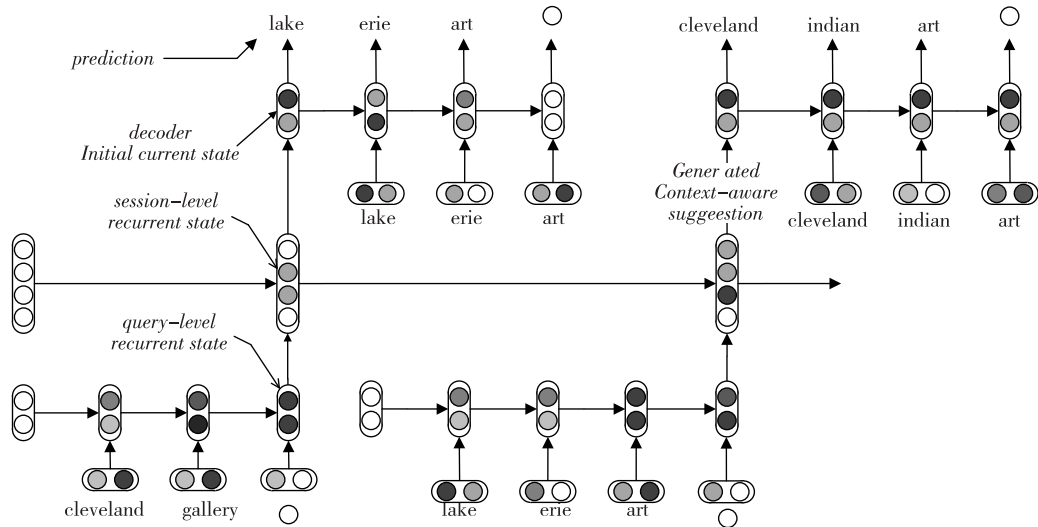 lake erie art
cleveland indian art
prediction
decoder
Initial current state
lake erie art
Gener ated
Context-aware
suggeestion
cleveland indian art
session-level
recurrent state
query-level
recurrent state
cleveland gallery
lake erie art